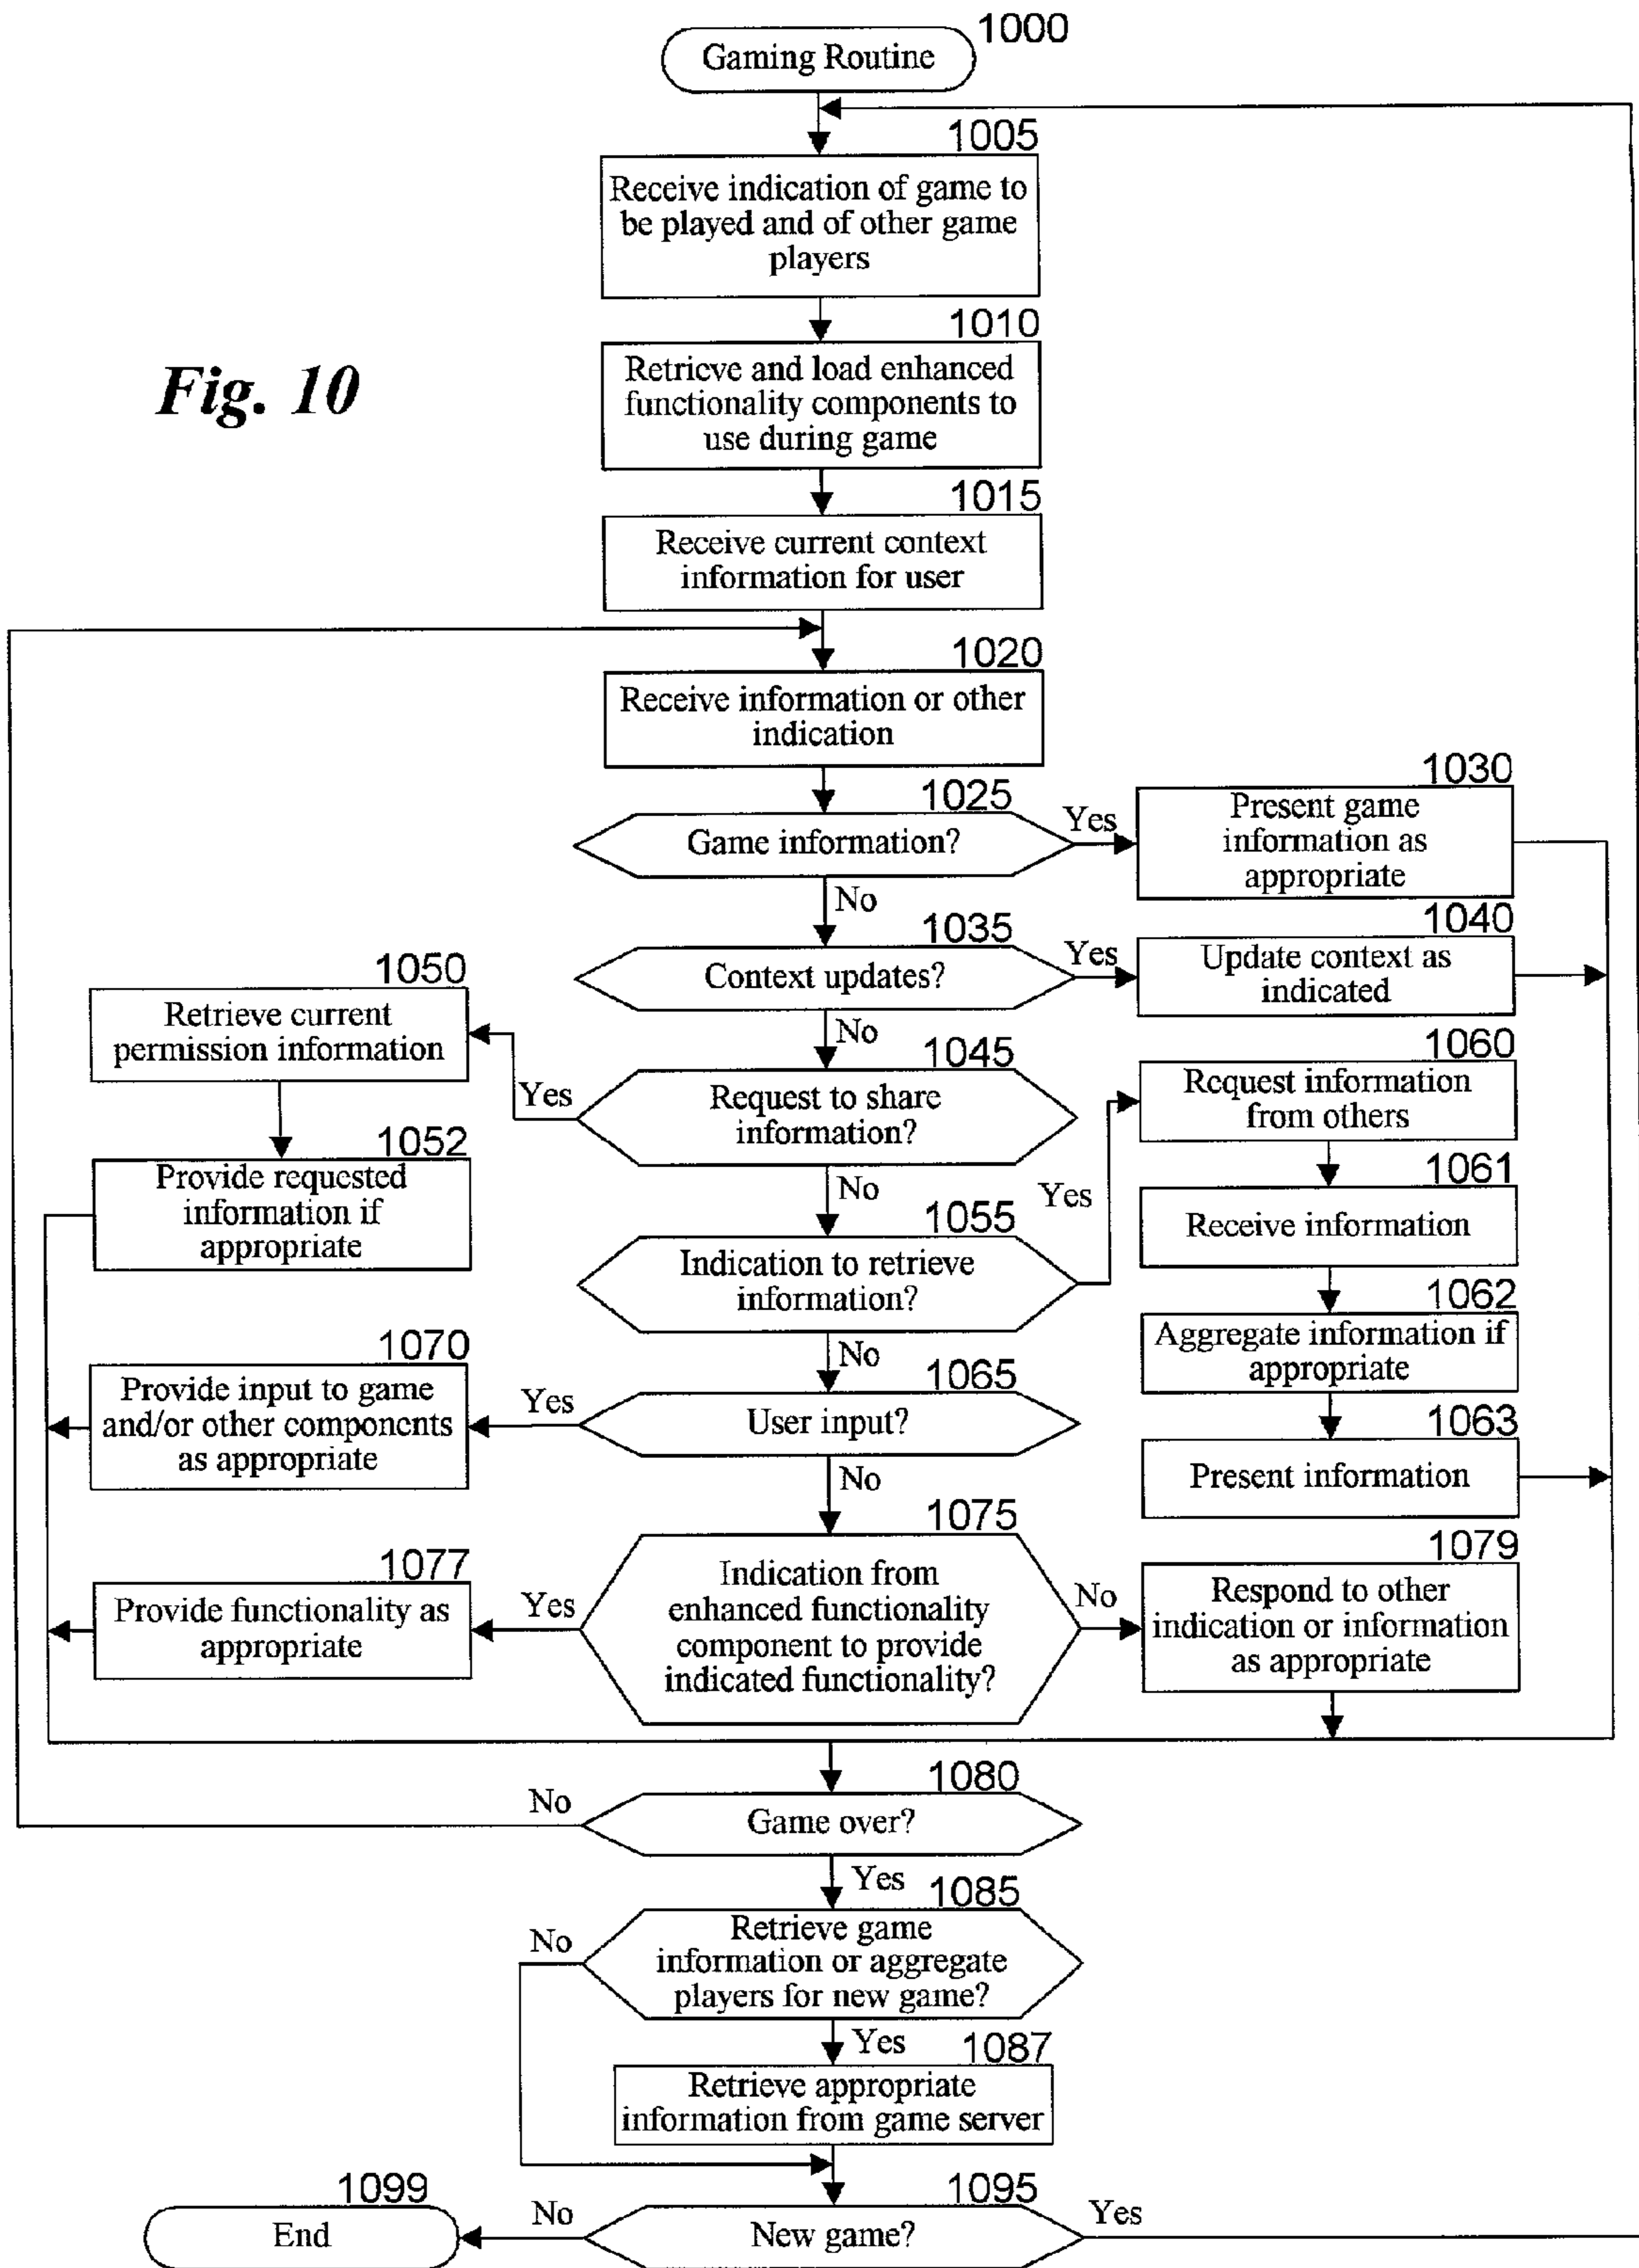 1000
Gaming Routine
1005
Receive indication of game to
be played and of other game
players
1010
Retrieve and load enhanced
functionality components to
use during game
Fig. 10
1015
Receive current context
information for user
1020
Receive information or other
indication
1025
Game information?
Yes
1030
Present game
information as
appropriate
No
1035
Context updates?
Yes
1040
Update context as
indicated
No
1045
Request to share
information?
Yes
1050
Retrieve current
permission information
1052
Provide requested
information if
appropriate
No
1055
Indication to retrieve
information?
Yes
1060
Request information
from others
1061
Receive information
1062
Aggregate information if
appropriate
1063
Present information
No
1065
User input?
Yes
1070
Provide input to game
and/or other components
as appropriate
No
1075
Indication from
enhanced functionality
component to provide
indicated functionality?
Yes
1077
Provide functionality as
appropriate
No
1079
Respond to other
indication or information
as appropriate
1080
Game over?
No
Yes
1085
Retrieve game
information or aggregate
players for new game?
No
Yes
1087
Retrieve appropriate
information from game server
1095
New game?
Yes
No
1099
End